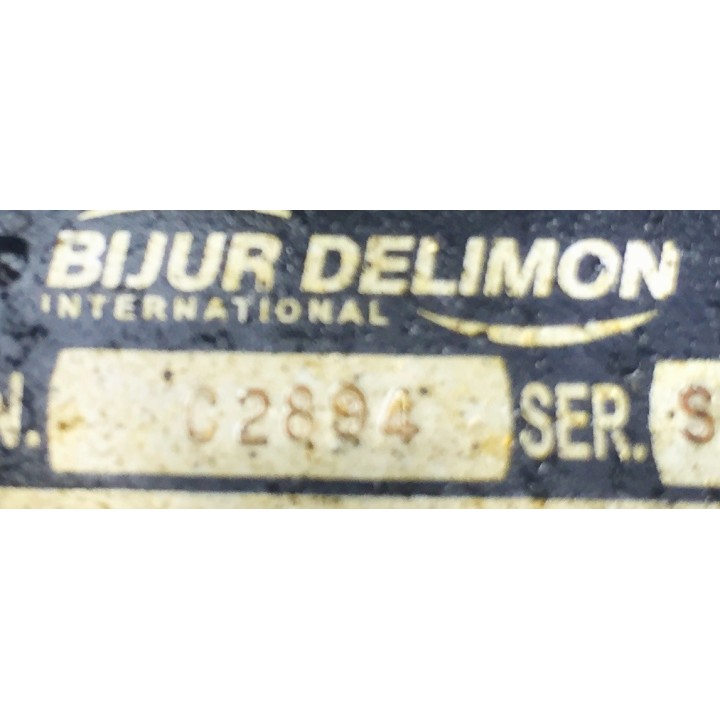 BIJUR DELIMON
INTERNATIONAL
N. C2894 SER. S